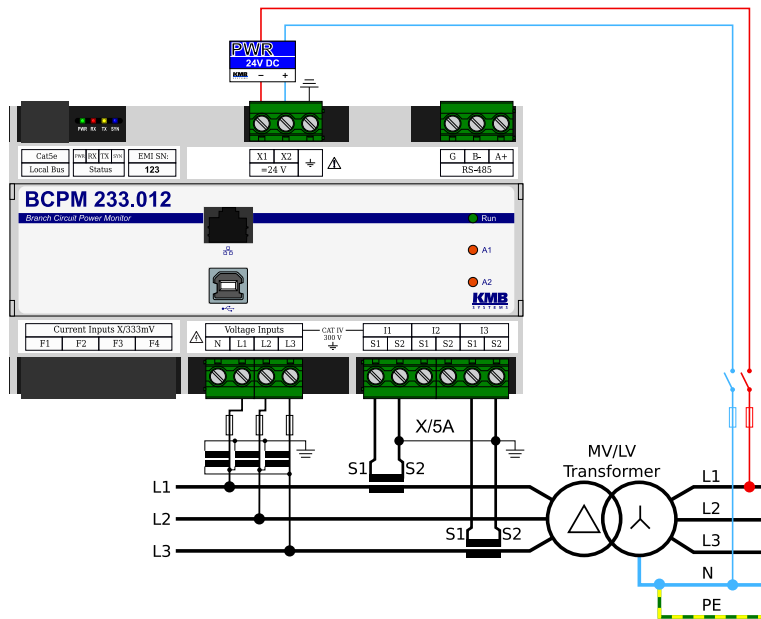 PWR
24V DC
KMB - +
PWR RX TX SYN
Cat5e PWR RX TX SYN EMI SN:
Local Bus Status 123
X1 X2
=24 V
G B- A+
RS-485
BCPM 233.012
Branch Circuit Power Monitor
Run
A1
A2
KMB
SYSTEMS
Current Inputs X/333mV
F1 F2 F3 F4
Voltage Inputs
N L1 L2 L3
CAT IV
300 V
I1 I2 I3
S1 S2 S1 S2 S1 S2
X/5A
S1 S2
S1 S2
MV/LV
Transformer
L1
L2
L3
L1
L2
L3
N
PE